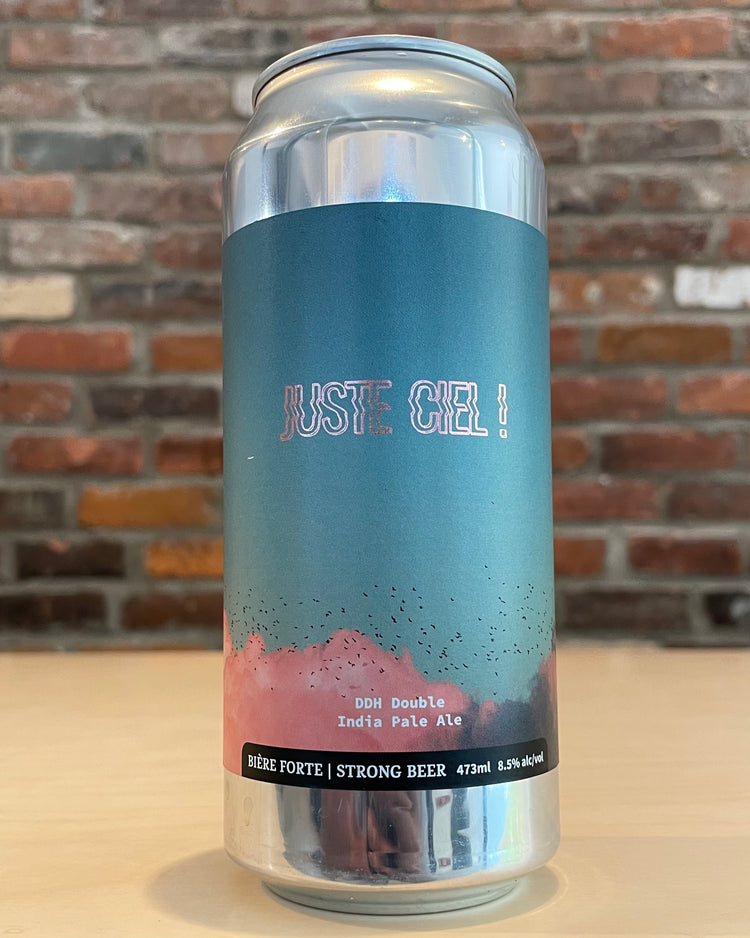 JUSTE CIEL !
DDH Double
India Pale Ale
BIÈRE FORTE | STRONG BEER 473ml 8.5% alc/vol